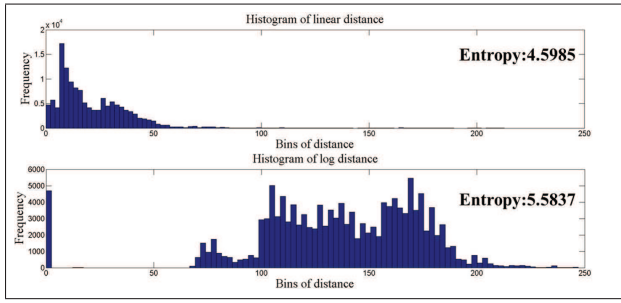 Histogram of linear distance
× 10⁴
2
1.5
1
0.5
0
Frequency
Entropy:4.5985
0 50 100 150 200 250
Bins of distance
Histogram of log distance
6000
5000
4000
3000
2000
1000
0
Frequency
Entropy:5.5837
0 50 100 150 200 250
Bins of distance